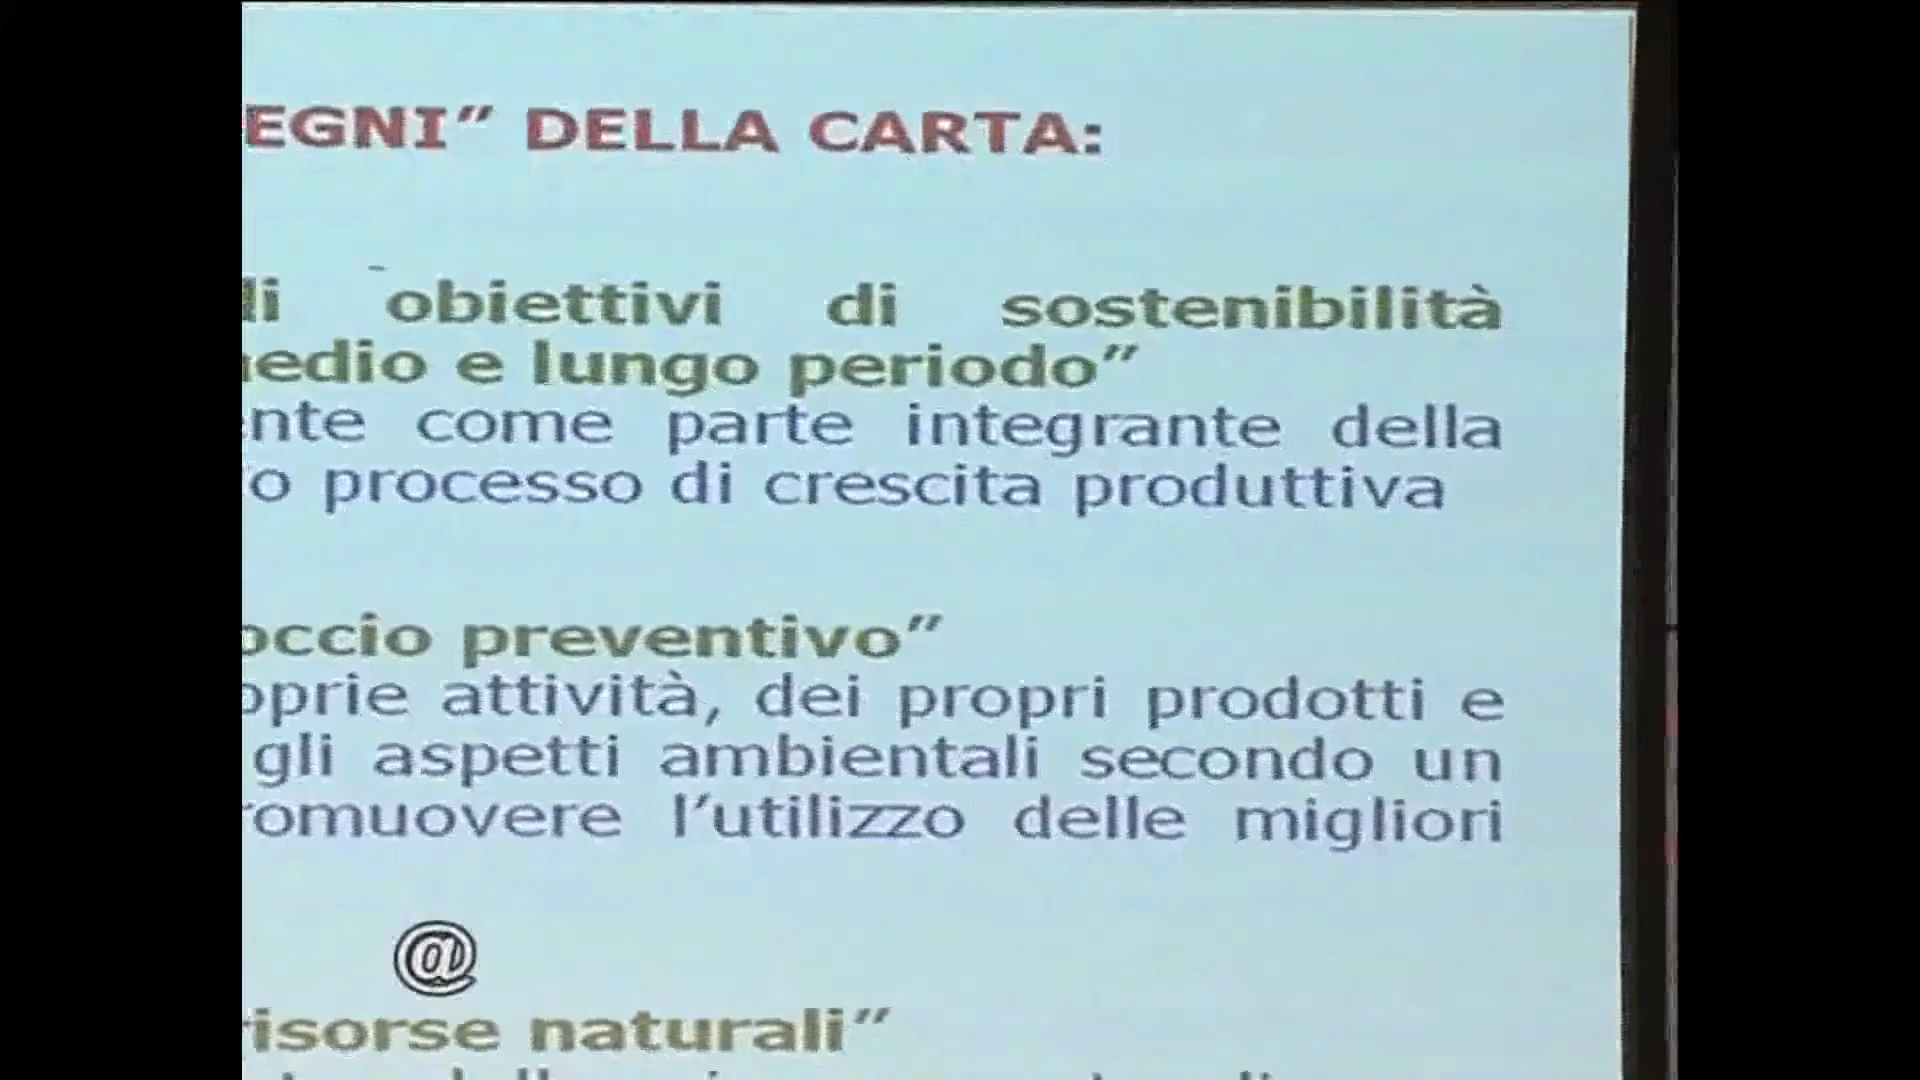 EGNI” DELLA CARTA:
di obiettivi di sostenibilità
medio e lungo periodo”
nte come parte integrante della
o processo di crescita produttiva
occio preventivo”
oprie attività, dei propri prodotti e
gli aspetti ambientali secondo un
romuovere l’utilizzo delle migliori
@
risorse naturali”